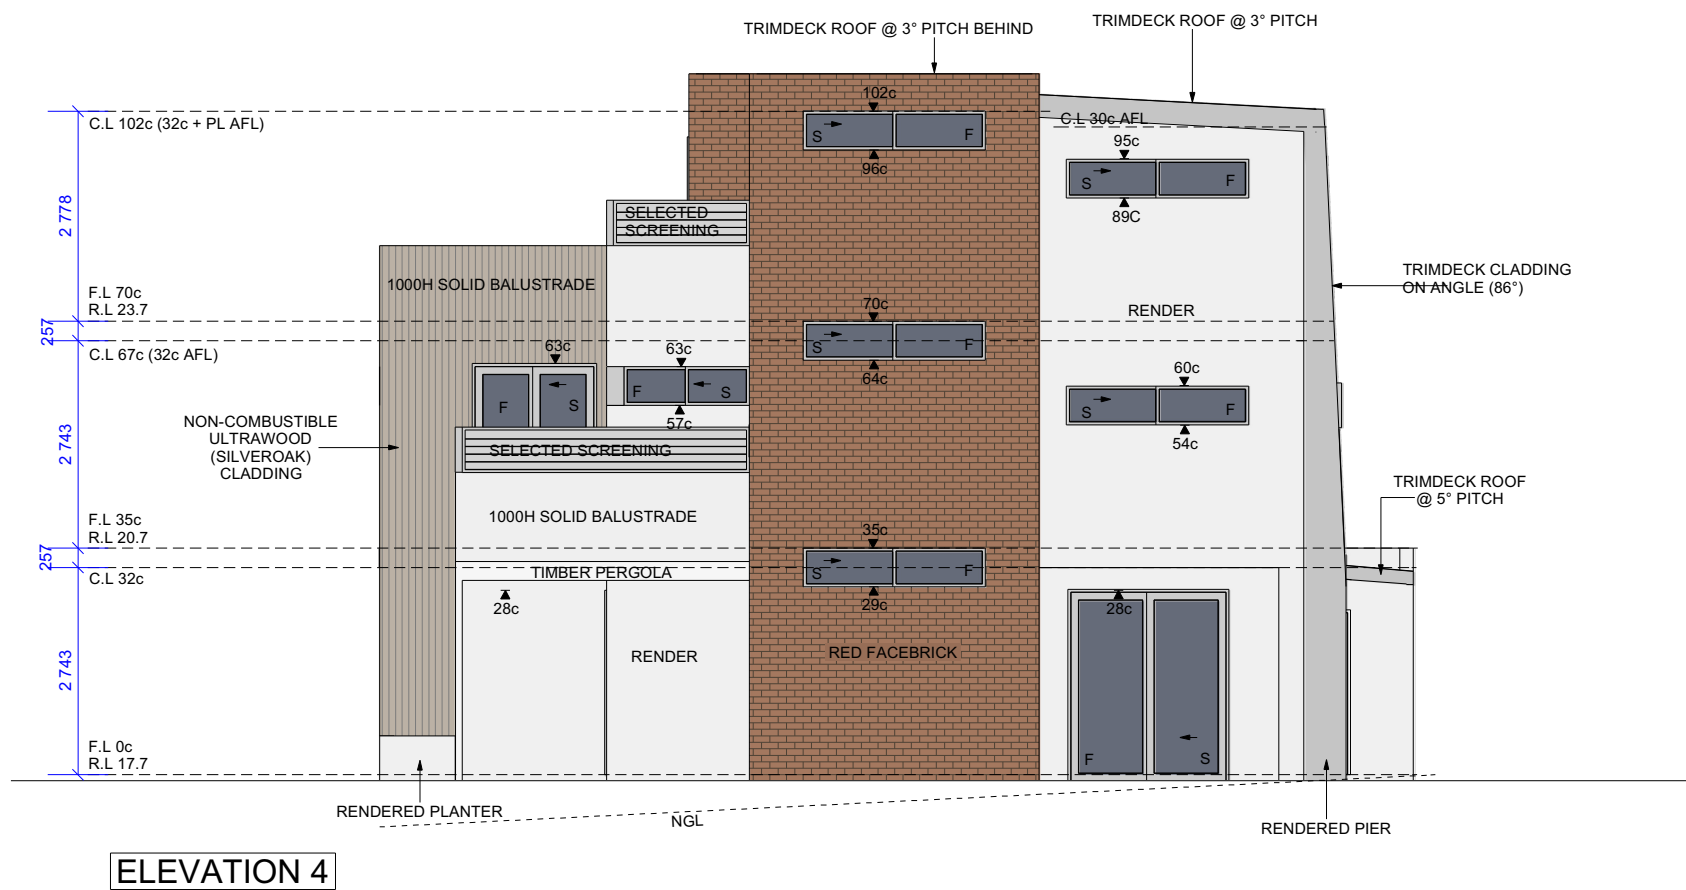 TRIMDECK ROOF @ 3° PITCH BEHIND
TRIMDECK ROOF @ 3° PITCH
C.L 102c (32c + PL AFL)
102c
S
F
96c
C.L 30c AFL
95c
S
F
89C
2 778
SELECTED
SCREENING
1000H SOLID BALUSTRADE
TRIMDECK CLADDING
ON ANGLE (86°)
F.L 70c
R.L 23.7
70c
RENDER
257
S
F
64c
C.L 67c (32c AFL)
63c
F
S
63c
F
S
57c
60c
S
F
54c
2 743
NON-COMBUSTIBLE
ULTRAWOOD
(SILVEROAK)
CLADDING
SELECTED SCREENING
TRIMDECK ROOF
@ 5° PITCH
1000H SOLID BALUSTRADE
F.L 35c
R.L 20.7
35c
257
S
F
29c
C.L 32c
TIMBER PERGOLA
28c
28c
2 743
RENDER
RED FACEBRICK
F.L 0c
R.L 17.7
F
S
RENDERED PLANTER
NGL
RENDERED PIER
ELEVATION 4